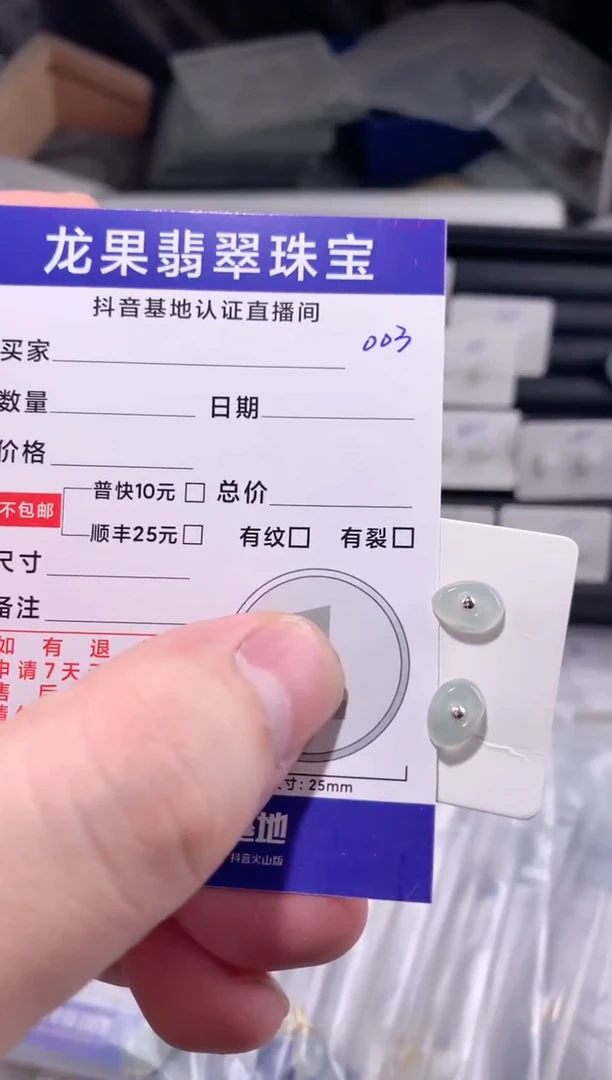 龙果翡翠珠宝
抖音基地认证直播间
003
买家
数量 日期
价格
不包邮 普快10元 总价
顺丰25元 有纹 有裂
尺寸
备注
如有退
申请7天
售后
寸: 25mm
基地
抖音火山版